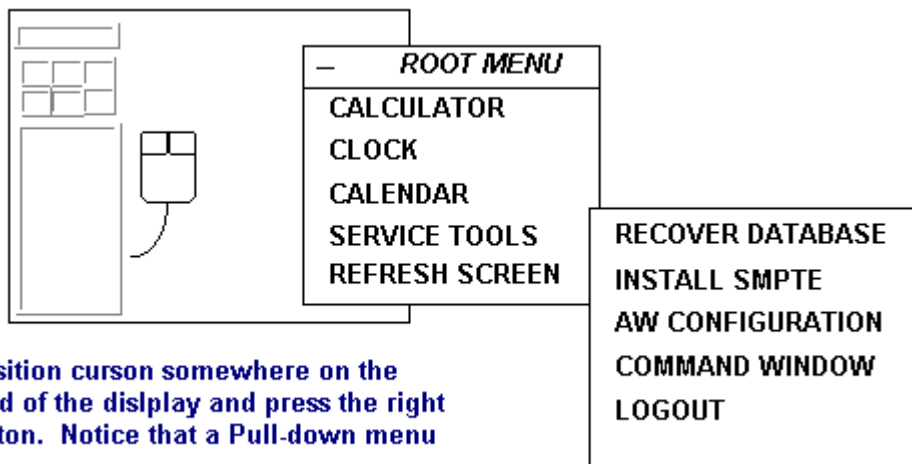 ROOT MENU
CALCULATOR
CLOCK
CALENDAR
SERVICE TOOLS
REFRESH SCREEN
RECOVER DATABASE
INSTALL SMPTE
AW CONFIGURATION
COMMAND WINDOW
LOGOUT
sition curson somewhere on the
d of the dislplay and press the right
ton. Notice that a Pull-down menu